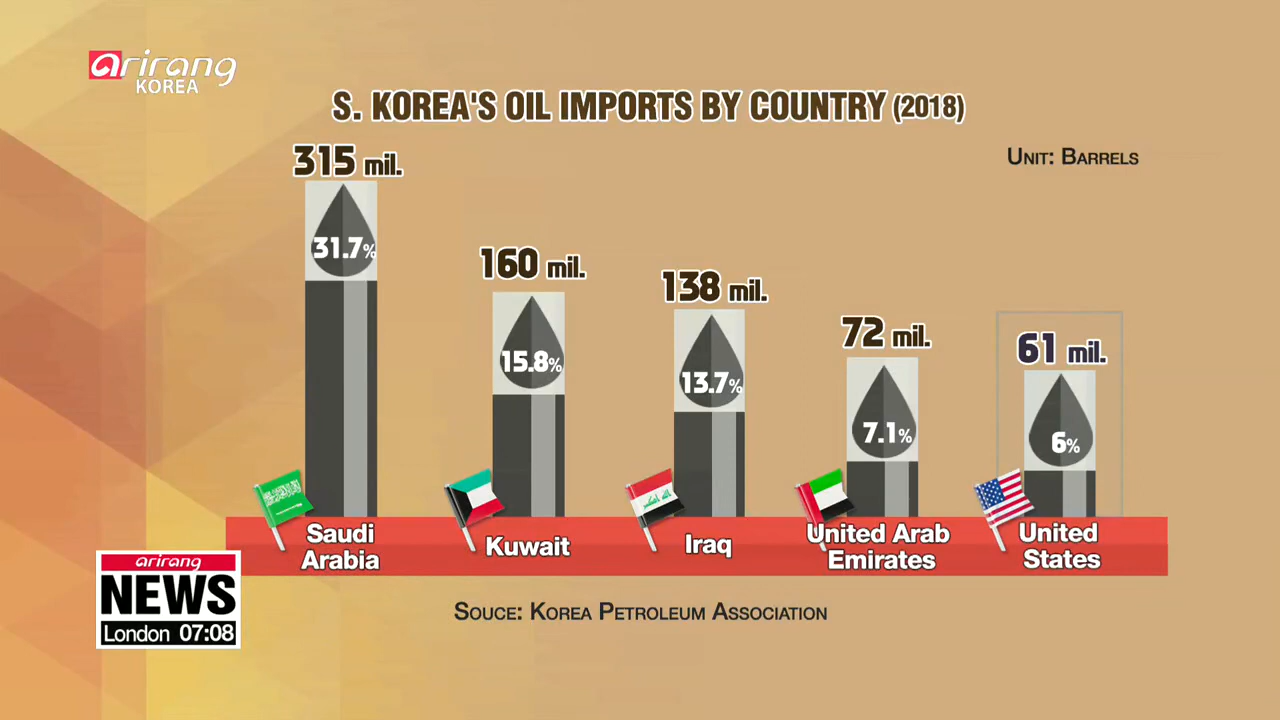 arirang
KOREA
S. KOREA'S OIL IMPORTS BY COUNTRY (2018)
UNIT: BARRELS
315 mil.
31.7%
160 mil.
15.8%
138 mil.
13.7%
72 mil.
7.1%
61 mil.
6%
Saudi
Arabia
Kuwait
Iraq
United Arab
Emirates
United
States
SOUCE: KOREA PETROLEUM ASSOCIATION
arirang
NEWS
London 07:08